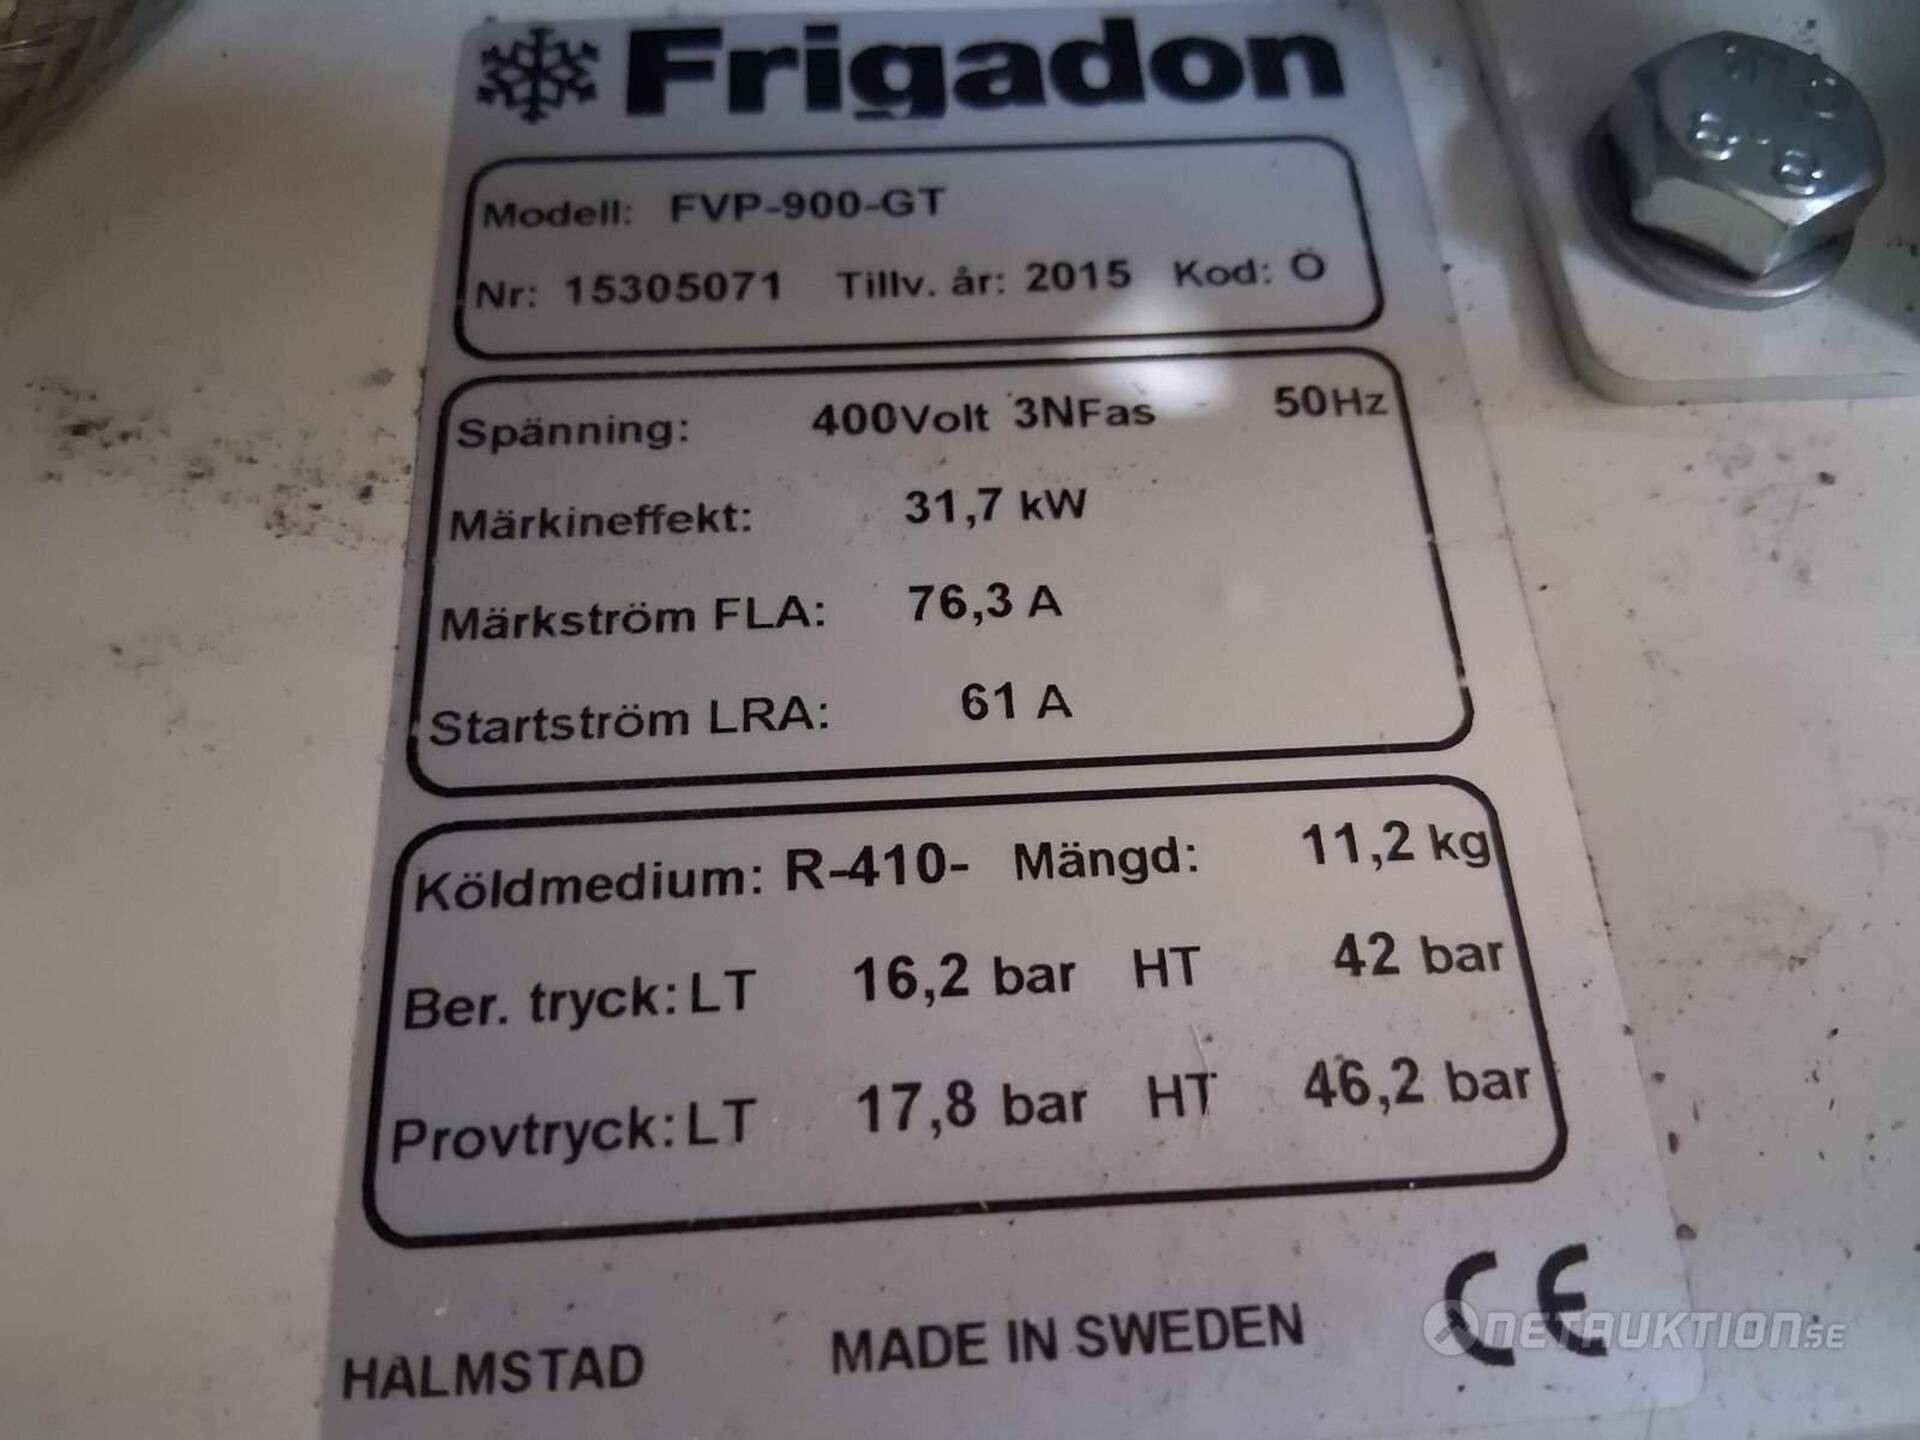 Frigadon
Modell: FVP-900-GT
Nr: 15305071 Tillv. år: 2015 Kod: Ö
Spänning: 400Volt 3NFas 50Hz
Märkineffekt: 31,7 kW
Märkström FLA: 76,3 A
Startström LRA: 61 A
Köldmedium: R-410- Mängd: 11,2 kg
Ber. tryck: LT 16,2 bar HT 42 bar
Provtryck: LT 17,8 bar HT 46,2 bar
HALMSTAD MADE IN SWEDEN CE
NETAUKTION.SE
8.8